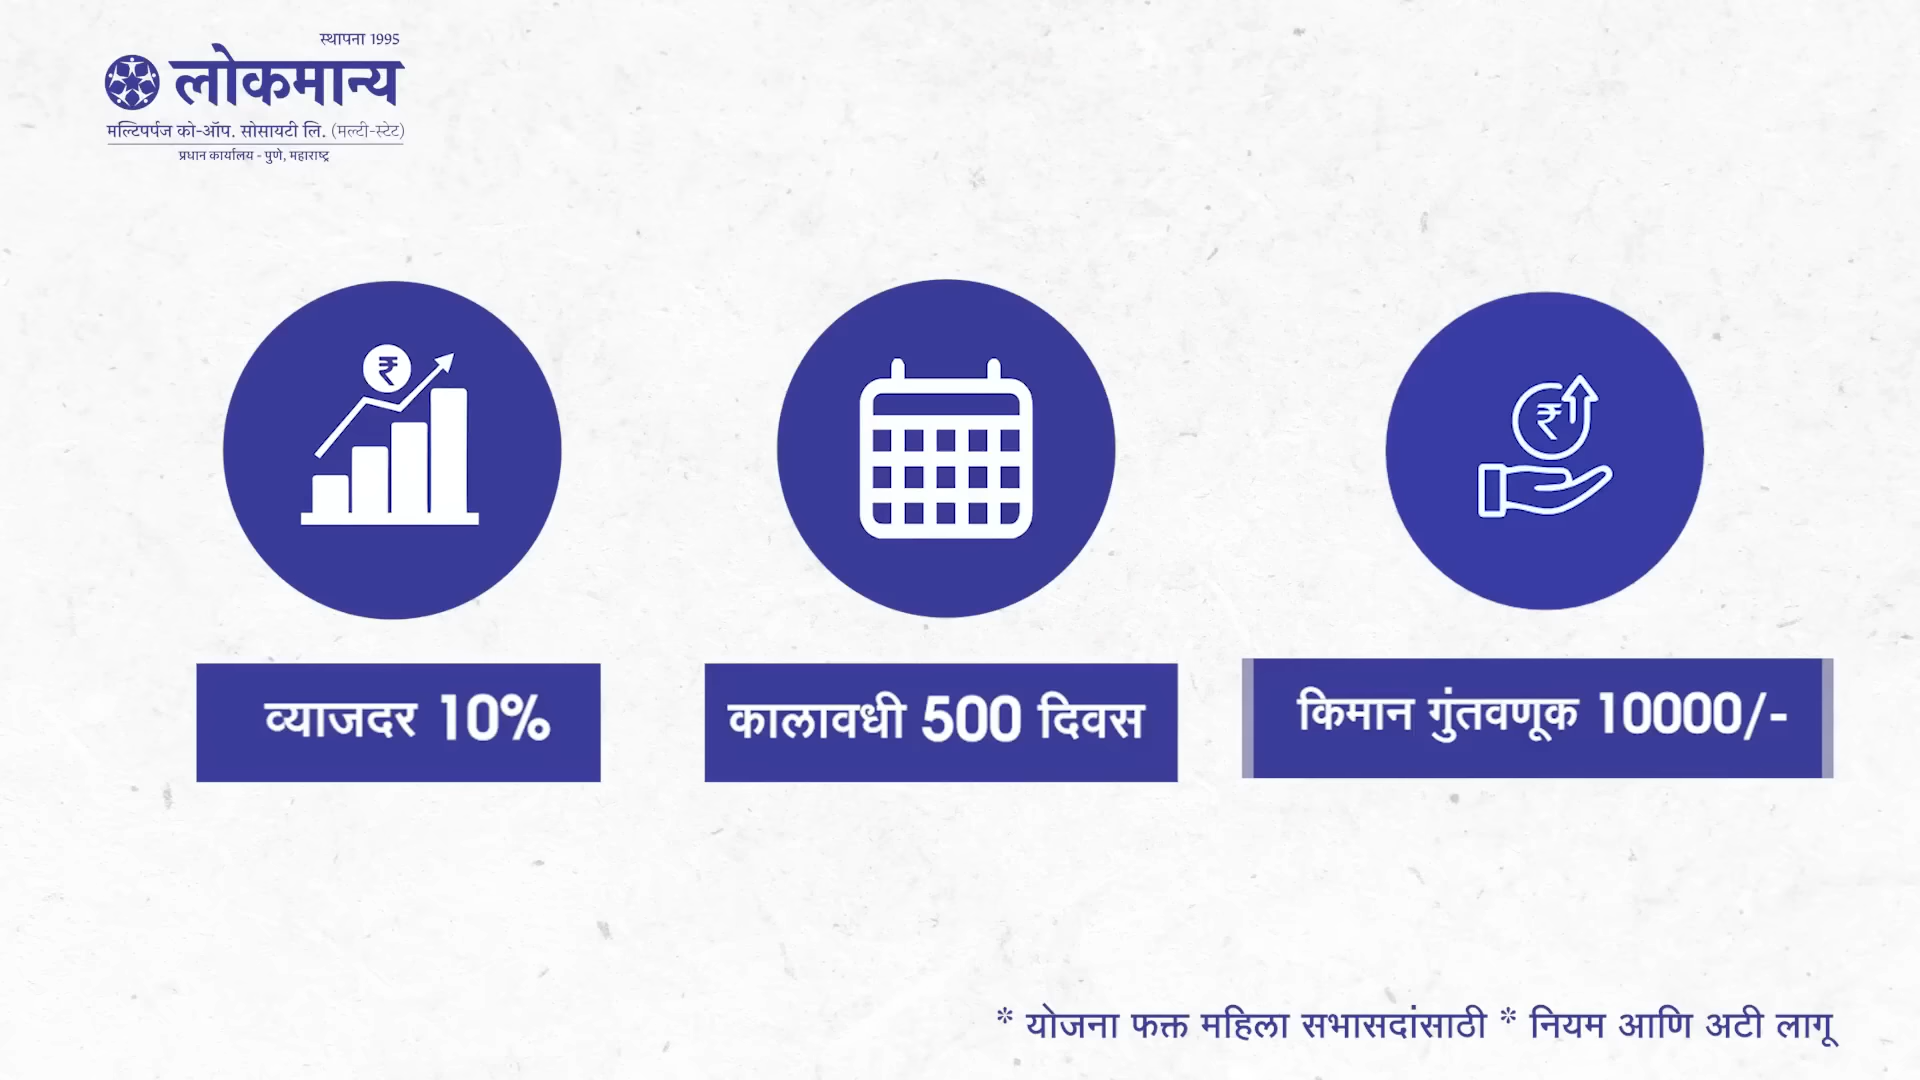 स्थापना 1995
लोकमान्य
मल्टिपर्पज को-ऑप. सोसायटी लि. (मल्टी-स्टेट)
प्रधान कार्यालय - पुणे, महाराष्ट्र
₹
₹
व्याजदर 10%
कालावधी 500 दिवस
किमान गुंतवणूक 10000/-
* योजना फक्त महिला सभासदांसाठी * नियम आणि अटी लागू